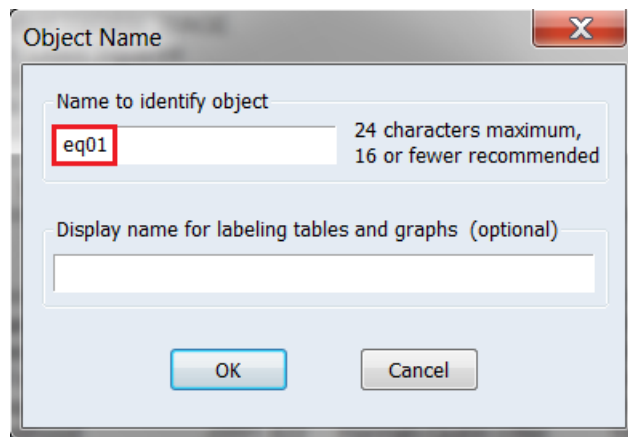 Object Name
Name to identify object
eq01
24 characters maximum,
16 or fewer recommended
Display name for labeling tables and graphs (optional)
OK
Cancel